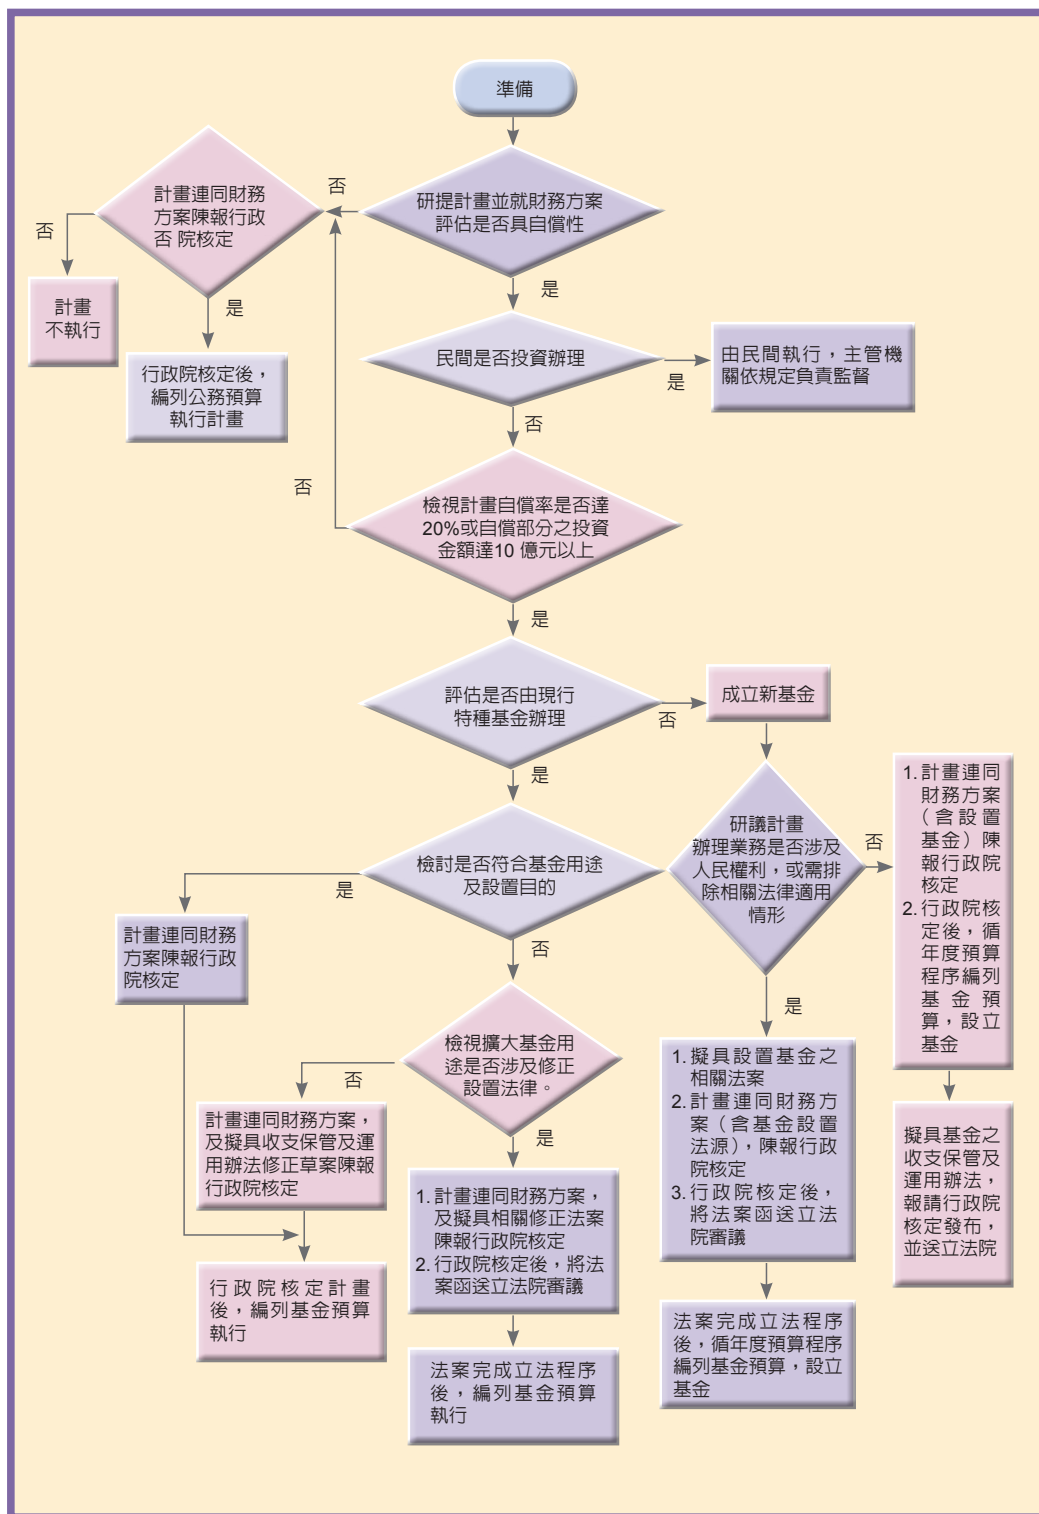 準備
研提計畫並就財務方案
評估是否具自償性
否
計畫連同財務
方案陳報行政
否 院核定
否
計畫
不執行
是
行政院核定後，
編列公務預算
執行計畫
是
民間是否投資辦理
是
由民間執行，主管機
關依規定負責監督
否
檢視計畫自償率是否達
20%或自償部分之投資
金額達10 億元以上
否
是
評估是否由現行
特種基金辦理
否
成立新基金
是
研議計畫
辦理業務是否涉及
人民權利，或需排
除相關法律適用
情形
否
1. 計畫連同
財務方案
（含設置
基金）陳
報行政院
核定
2. 行政院核
定後，循
年度預算
程序編列
基金預
算，設立
基金
擬具基金之
收支保管及
運用辦法，
報請行政院
核定發布，
並送立法院
是
1. 擬具設置基金之
相關法案
2. 計畫連同財務方
案（含基金設置
法源），陳報行政
院核定
3. 行政院核定後，
將法案函送立法
院審議
法案完成立法程序
後，循年度預算程序
編列基金預算，設立
基金
檢討是否符合基金用途
及設置目的
是
計畫連同財務
方案陳報行政
院核定
否
檢視擴大基金用
途是否涉及修正
設置法律。
否
計畫連同財務方案，
及擬具收支保管及運
用辦法修正草案陳報
行政院核定
行政院核定計畫
後，編列基金預算
執行
是
1. 計畫連同財務方案，
及擬具相關修正法案
陳報行政院核定
2. 行政院核定後，將法
案函送立法院審議
法案完成立法程序
後，編列基金預算
執行